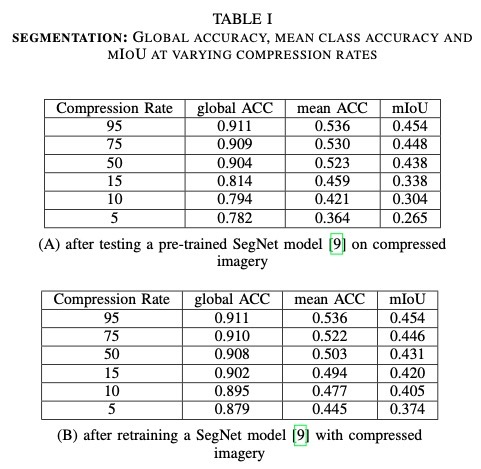 TABLE I
SEGMENTATION: GLOBAL ACCURACY, MEAN CLASS ACCURACY AND
MIOU AT VARYING COMPRESSION RATES
Compression Rate global ACC mean ACC mIoU
95 0.911 0.536 0.454
75 0.909 0.530 0.448
50 0.904 0.523 0.438
15 0.814 0.459 0.338
10 0.794 0.421 0.304
5 0.782 0.364 0.265
(A) after testing a pre-trained SegNet model [9] on compressed
imagery
Compression Rate global ACC mean ACC mIoU
95 0.911 0.536 0.454
75 0.910 0.522 0.446
50 0.908 0.503 0.431
15 0.902 0.494 0.420
10 0.895 0.477 0.405
5 0.879 0.445 0.374
(B) after retraining a SegNet model [9] with compressed
imagery